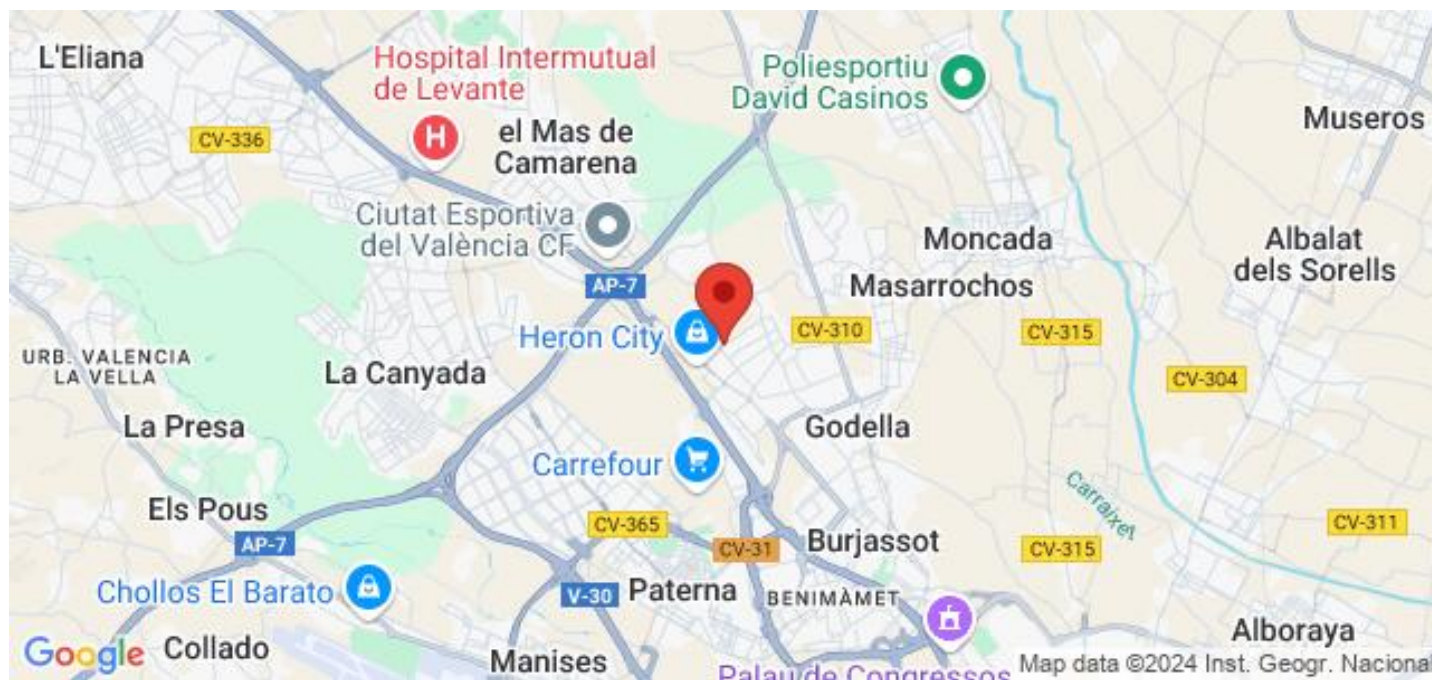 L'Eliana
Hospital Intermutual
de Levante
Poliesportiu
David Casinos
Museros
CV-336
el Mas de
Camarena
Ciutat Esportiva
del València CF
Moncada
Albalat
dels Sorells
AP-7
Masarrochos
Heron City
CV-310
CV-315
URB. VALENCIA
LA VELLA
La Canyada
CV-304
La Presa
Godella
Carrefour
Carraixet
Els Pous
CV-365
CV-311
AP-7
CV-31
Burjassot
CV-315
Chollos El Barato
V-30
Paterna
BENIMÀMET
Alboraya
Google
Collado
Manises
Palau de Congressos
Map data ©2024 Inst. Geogr. Nacional